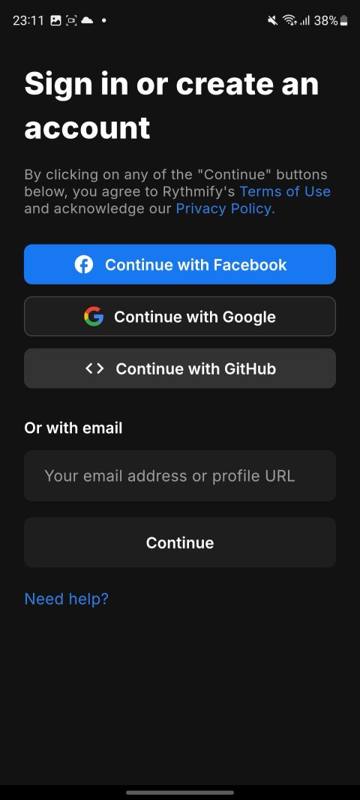 23:11
38%
Sign in or create an
account
By clicking on any of the "Continue" buttons
below, you agree to Rythmify's Terms of Use
and acknowledge our Privacy Policy.
Continue with Facebook
Continue with Google
Continue with GitHub
Or with email
Your email address or profile URL
Continue
Need help?